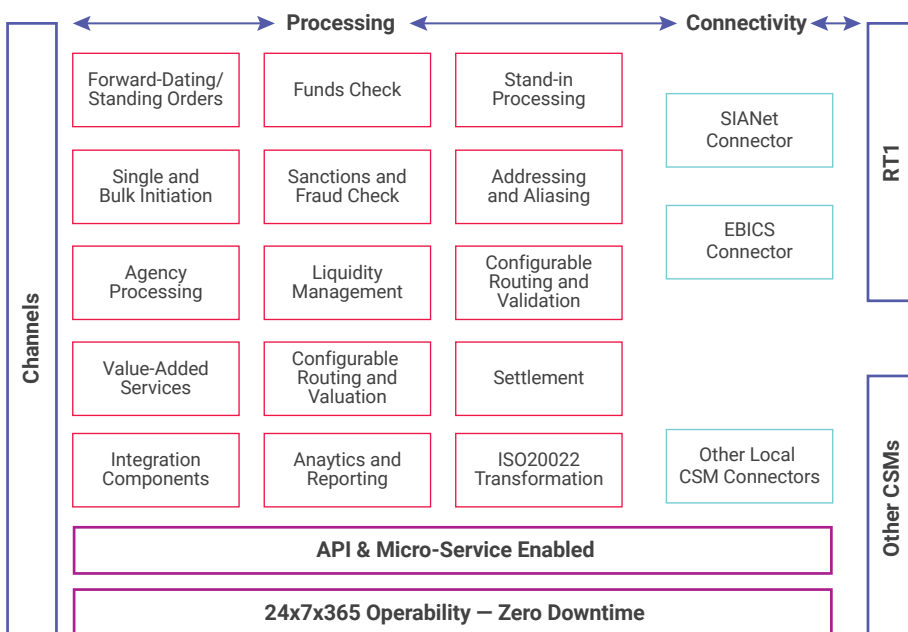 Processing
Connectivity
Channels
Forward-Dating/
Standing Orders
Funds Check
Stand-in
Processing
Single and
Bulk Initiation
Sanctions and
Fraud Check
Addressing
and Aliasing
Agency
Processing
Liquidity
Management
Configurable
Routing and
Validation
Value-Added
Services
Configurable
Routing and
Valuation
Settlement
Integration
Components
Anaytics and
Reporting
ISO20022
Transformation
SIANet
Connector
EBICS
Connector
Other Local
CSM Connectors
RT1
Other CSMs
API & Micro-Service Enabled
24x7x365 Operability — Zero Downtime